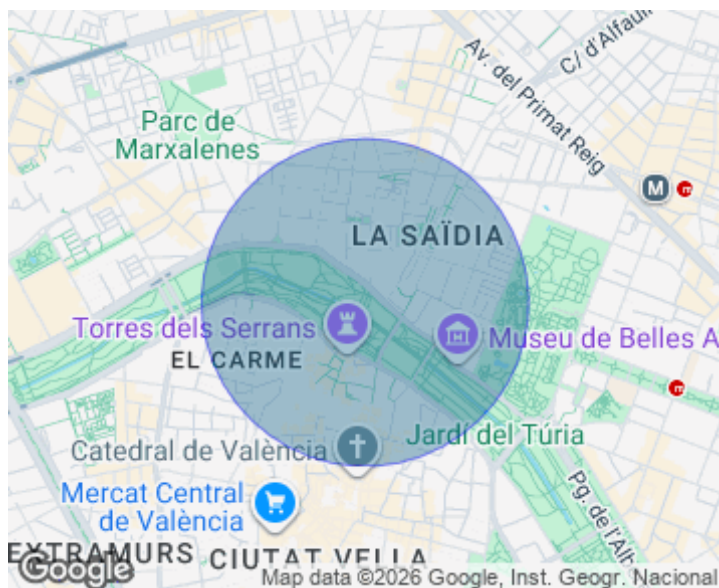 C/ d'Alfau
Av. del Primat Reig
Parc de
Marxalenes
M
LA SAÏDIA
Torres dels Serrans
Museu de Belles A
EL CARME
Jardí del Túria
Catedral de València
Mercat Central
de València
Pg. de l'Alb
EXTRAMURS
CIUTAT VELLA
Google
Map data ©2026 Google, Inst. Geogr. Nacional